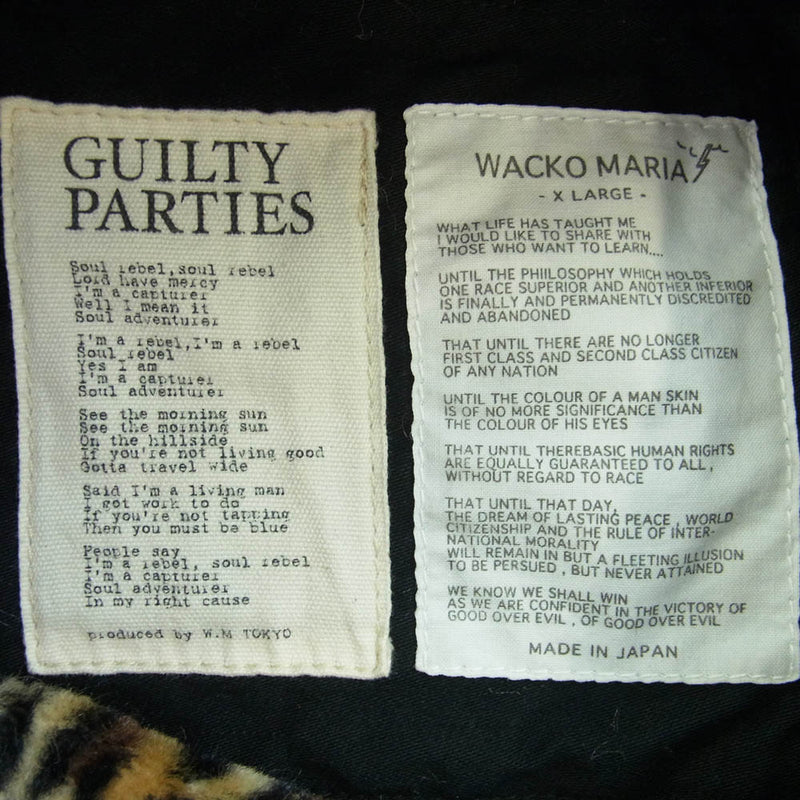 GUILTY
PARTIES
Soul rebel,soul rebel
Lord have mercy
I'm a capturer
Well I mean it
Soul adventurer
I'm a rebel,I'm a rebel
Soul rebel
Yes I am
I'm a capturer
Soul adventurer
See the morning sun
See the morning sun
On the hillside
If you're not living good
Gotta travel wide
Said I'm a living man
I got work to do
If you're not tapping
Then you must be blue
People say
I'm a rebel, soul rebel
I'm a capturer
Soul adventurer
In my right cause
produced by W.M TOKYO
WACKO MARIA
- X LARGE -
WHAT LIFE HAS TAUGHT ME
I WOULD LIKE TO SHARE WITH
THOSE WHO WANT TO LEARN....
UNTIL THE PHILOSOPHY WHICH HOLDS
ONE RACE SUPERIOR AND ANOTHER INFERIOR
IS FINALLY AND PERMANENTLY DISCREDITED
AND ABANDONED
THAT UNTIL THERE ARE NO LONGER
FIRST CLASS AND SECOND CLASS CITIZEN
OF ANY NATION
UNTIL THE COLOUR OF A MAN SKIN
IS OF NO MORE SIGNIFICANCE THAN
THE COLOUR OF HIS EYES
THAT UNTIL THEREBASIC HUMAN RIGHTS
ARE EQUALLY GUARANTEED TO ALL ,
WITHOUT REGARD TO RACE
THAT UNTIL THAT DAY,
THE DREAM OF LASTING PEACE , WORLD
CITIZENSHIP AND THE RULE OF INTER-
NATIONAL MORALITY
WILL REMAIN IN BUT A FLEETING ILLUSION
TO BE PERSUED , BUT NEVER ATTAINED
WE KNOW WE SHALL WIN
AS WE ARE CONFIDENT IN THE VICTORY OF
GOOD OVER EVIL , OF GOOD OVER EVIL
MADE IN JAPAN